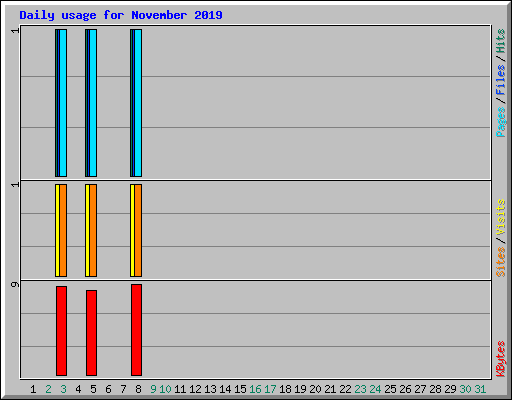 Daily usage for November 2019
1
Pages/Files/Hits
1
Sites/Visits
9
KBytes
1 2 3 4 5 6 7 8 9 10 11 12 13 14 15 16 17 18 19 20 21 22 23 24 25 26 27 28 29 30 31